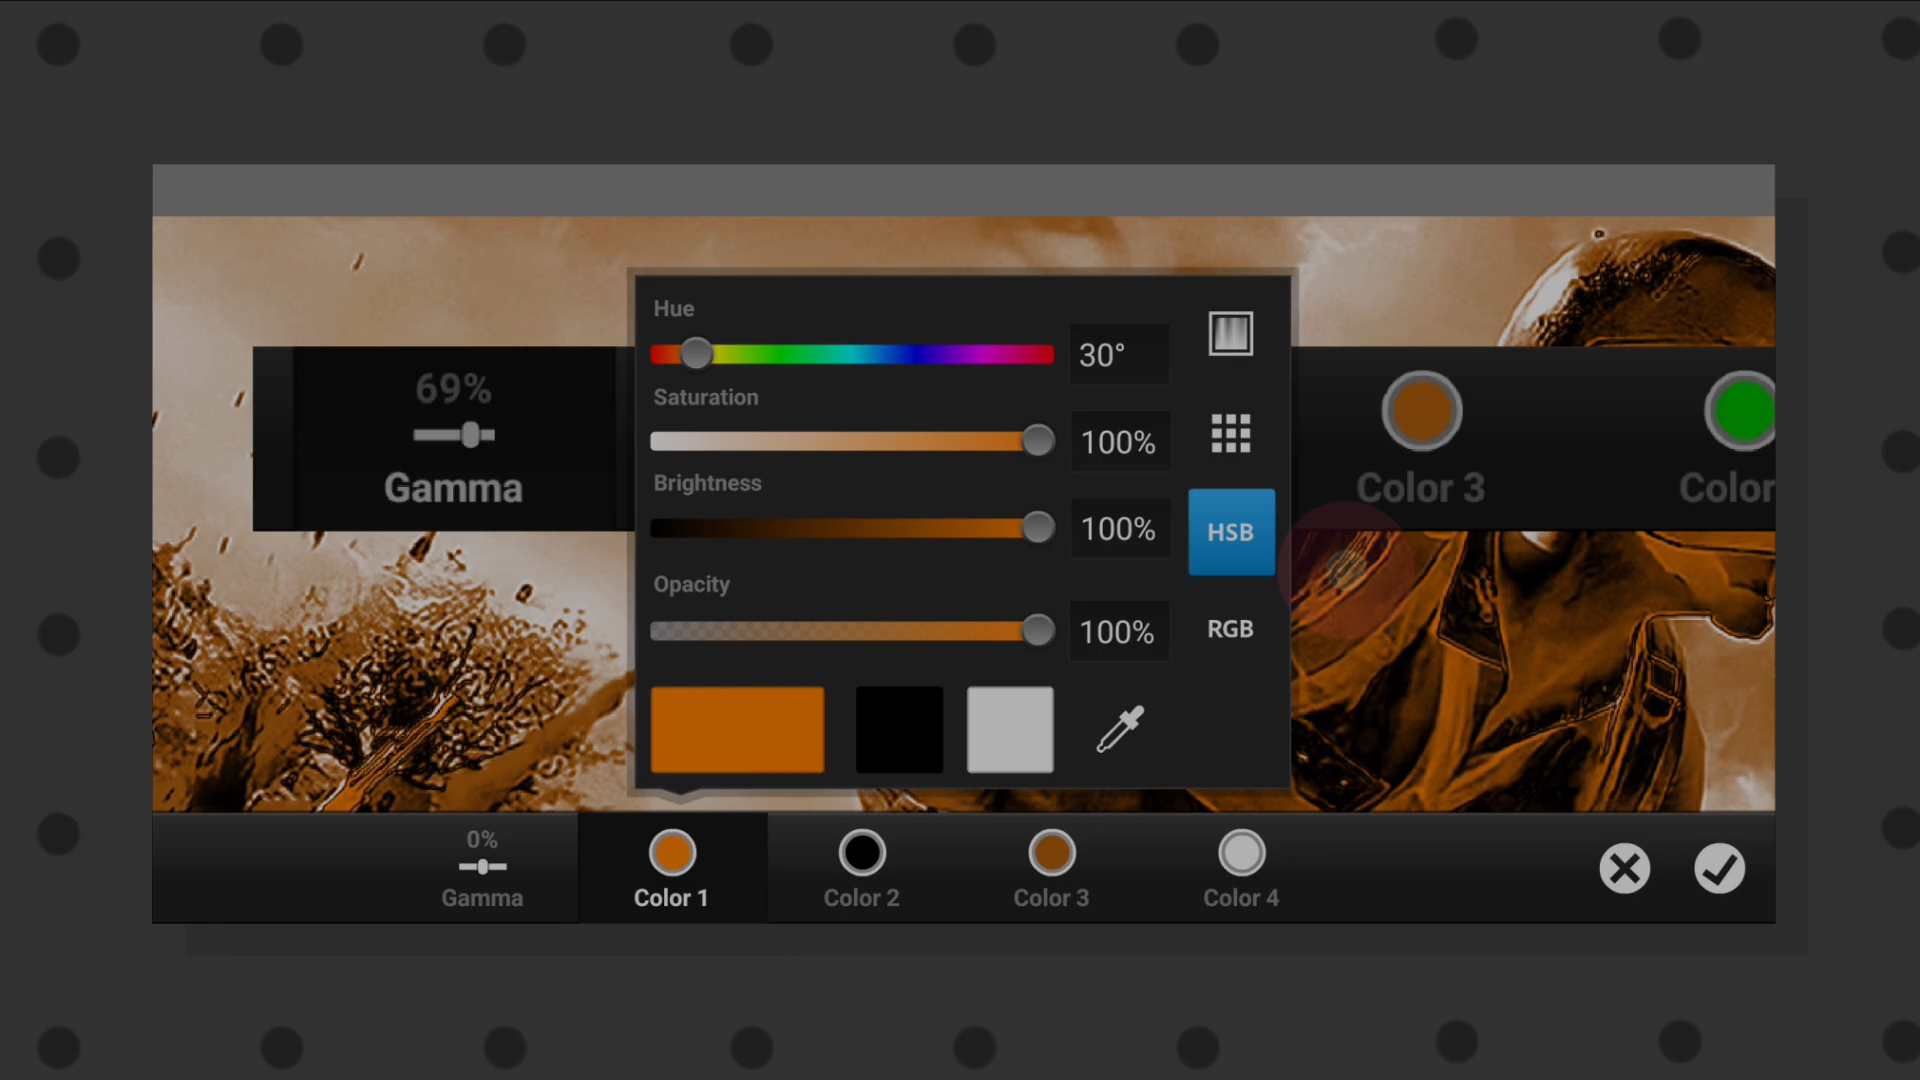 Hue
30°
Saturation
100%
Brightness
100%
HSB
Opacity
100%
RGB
69%
Gamma
Color 3
Color
0%
Gamma
Color 1
Color 2
Color 3
Color 4